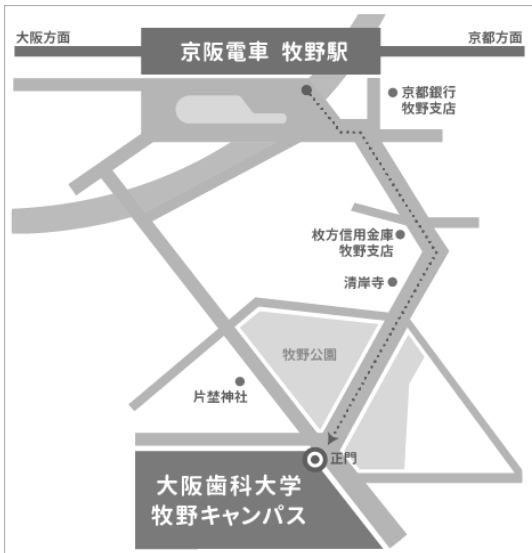 大阪方面
京都方面
京阪電車 牧野駅
京都銀行
牧野支店
枚方信用金庫
牧野支店
清岸寺
牧野公園
片埜神社
正門
大阪歯科大学
牧野キャンパス